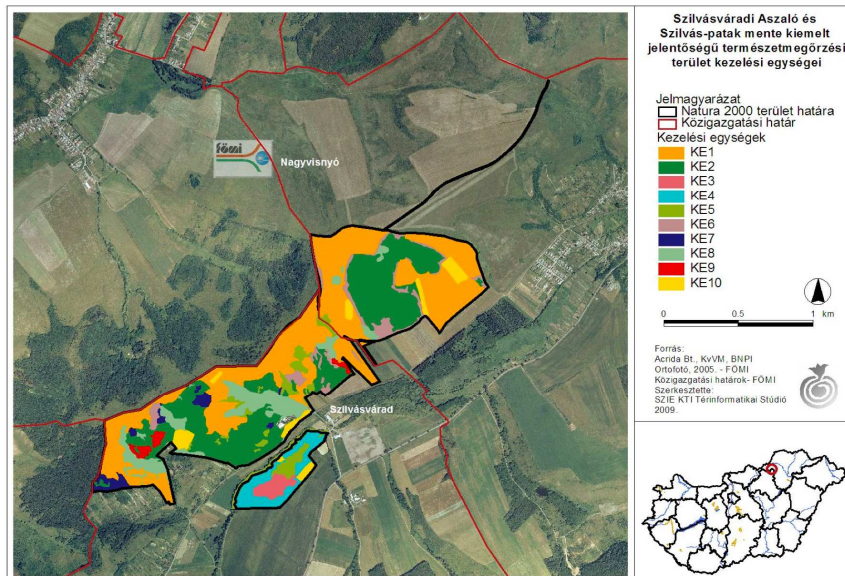 Szilvásváradi Aszaló és
Szilvás-patak mente kiemelt
jelentőségű természetmegőrzési
terület kezelési egységei
Jelmagyarázat
Natura 2000 terület határa
Közigazgatási határ
Kezelési egységek
KE1
KE2
KE3
KE4
KE5
KE6
KE7
KE8
KE9
KE10
0 0.5 1 km
Forrás:
Acrida Bt., KvVM, BNPI
Ortofotó, 2005. - FÖMI
Közigazgatási határok- FÖMI
Szerkesztette:
SZIE KTI Térinformatikai Stúdió
2009.
fömi
Nagyvisnyó
Szilvásvárad